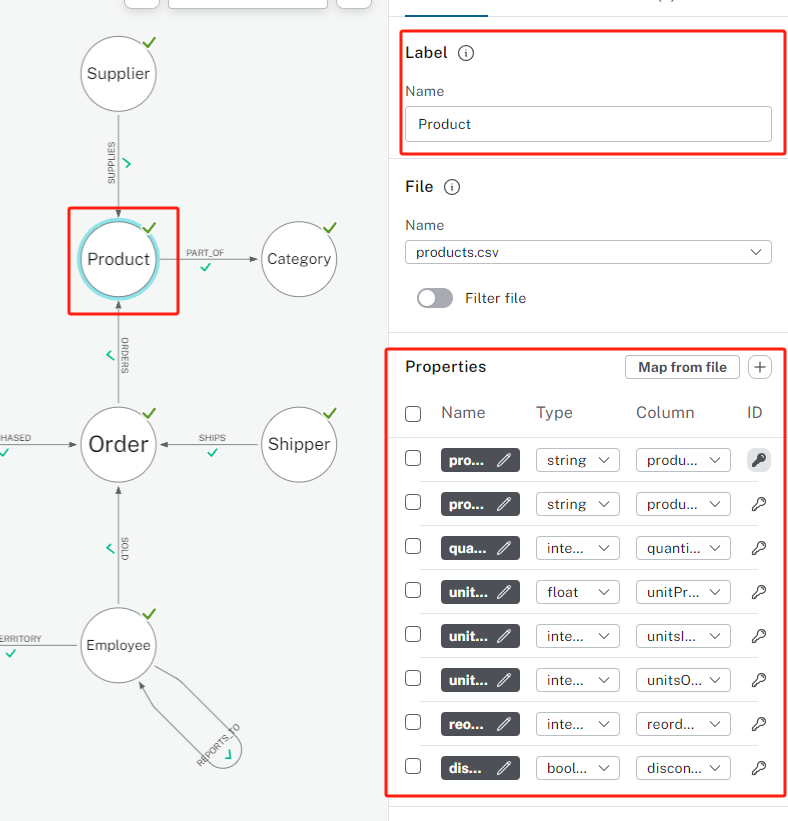 Supplier
SUPPLIES
Product
PART_OF
Category
ORDERS
HASED
Order
SHIPS
Shipper
SOLD
ERRITORY
Employee
REPORTS_TO
Label
Name
Product
File
Name
products.csv
Filter file
Properties Map from file
Name Type Column ID
pro... string produ...
pro... string produ...
qua... inte... quanti...
unit... float unitPr...
unit... inte... unitsI...
unit... inte... unitsO...
reo... inte... reord...
dis... bool... discon...